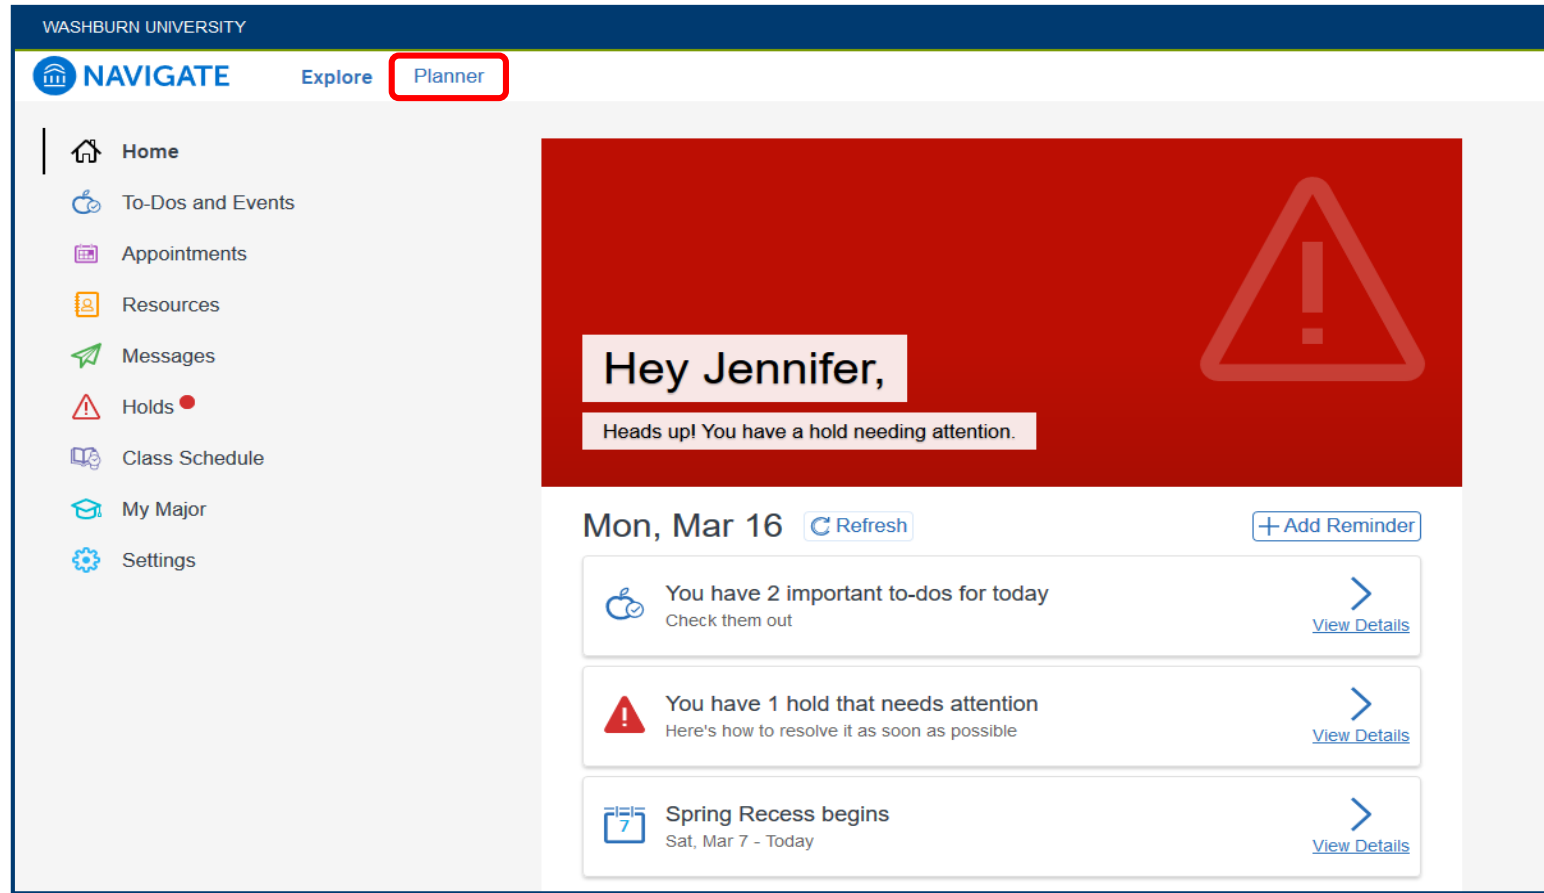 WASHBURN UNIVERSITY
NAVIGATE Explore Planner
Home
To-Dos and Events
Appointments
Resources
Messages
Holds
Class Schedule
My Major
Settings
Hey Jennifer,
Heads up! You have a hold needing attention.
Mon, Mar 16 Refresh Add Reminder
You have 2 important to-dos for today
Check them out
View Details
You have 1 hold that needs attention
Here's how to resolve it as soon as possible
View Details
7
Spring Recess begins
Sat, Mar 7 - Today
View Details